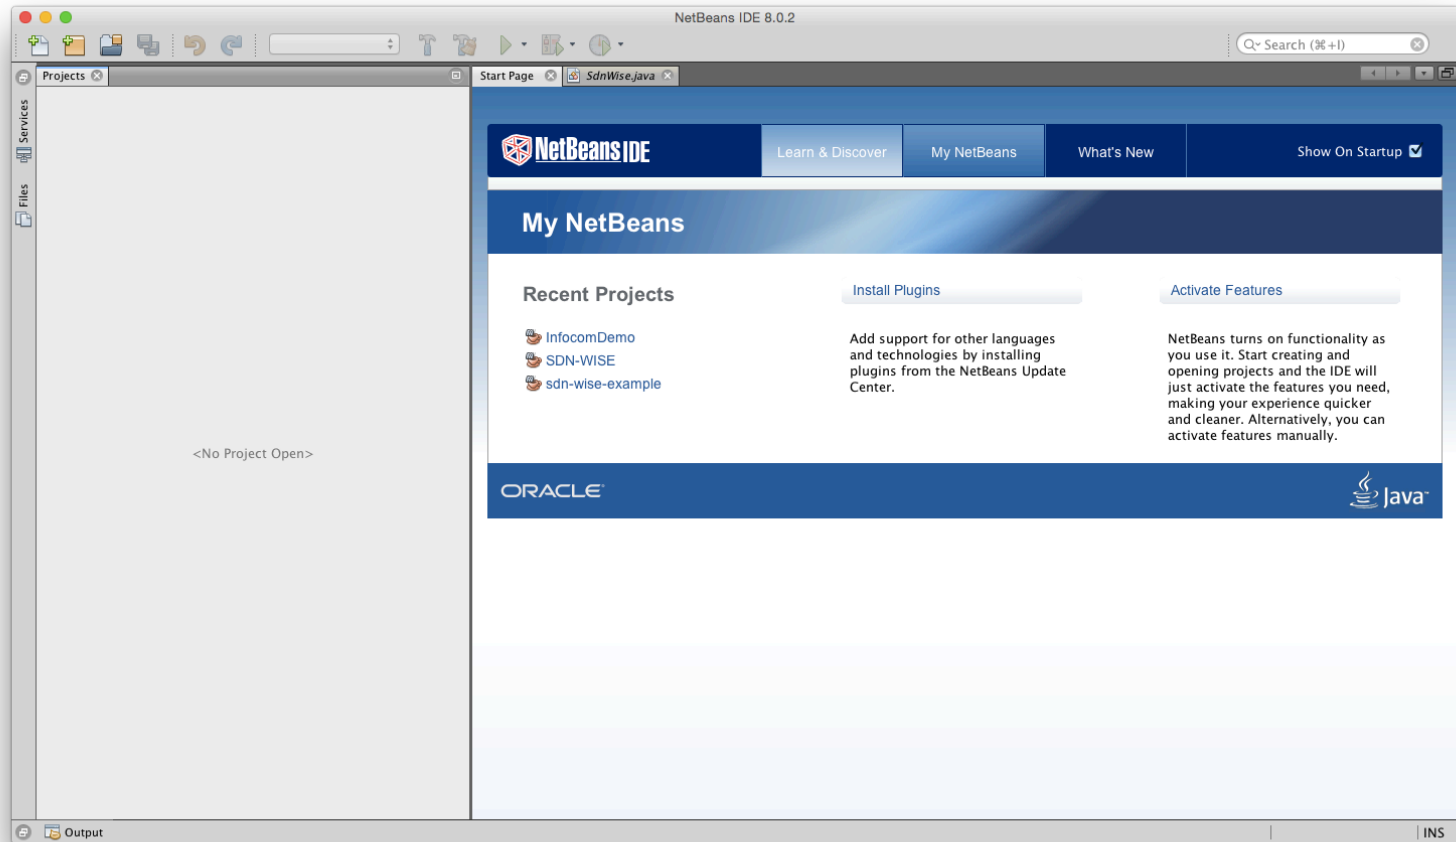 NetBeans IDE 8.0.2
Search (⌘+I)
Projects
Start Page
SdnWise.java
Services
Files
NetBeans IDE
Learn & Discover
My NetBeans
What's New
Show On Startup
My NetBeans
Recent Projects
InfocomDemo
SDN-WISE
sdn-wise-example
Install Plugins
Add support for other languages
and technologies by installing
plugins from the NetBeans Update
Center.
Activate Features
NetBeans turns on functionality as
you use it. Start creating and
opening projects and the IDE will
just activate the features you need,
making your experience quicker
and cleaner. Alternatively, you can
activate features manually.
<No Project Open>
ORACLE
Java
Output
INS